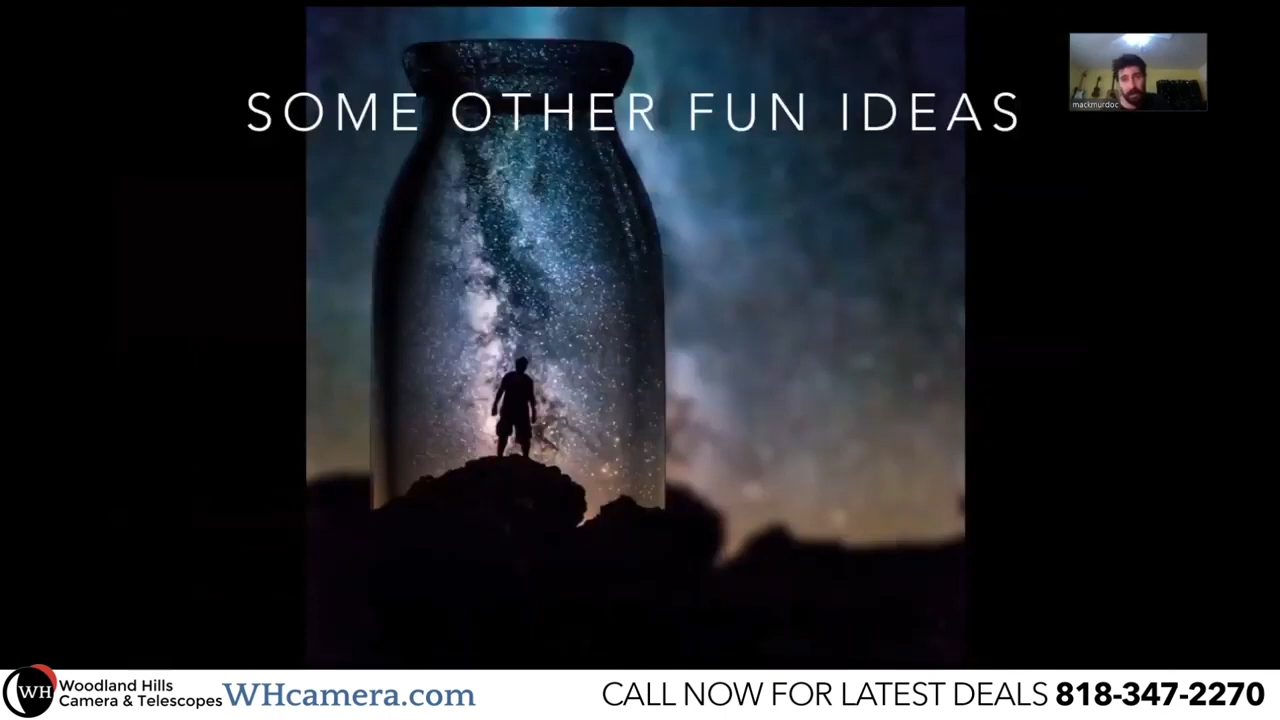 SOME OTHER FUN IDEAS
mackmurdoc
WH
Woodland Hills
Camera & Telescopes
WHcamera.com
CALL NOW FOR LATEST DEALS 818-347-2270